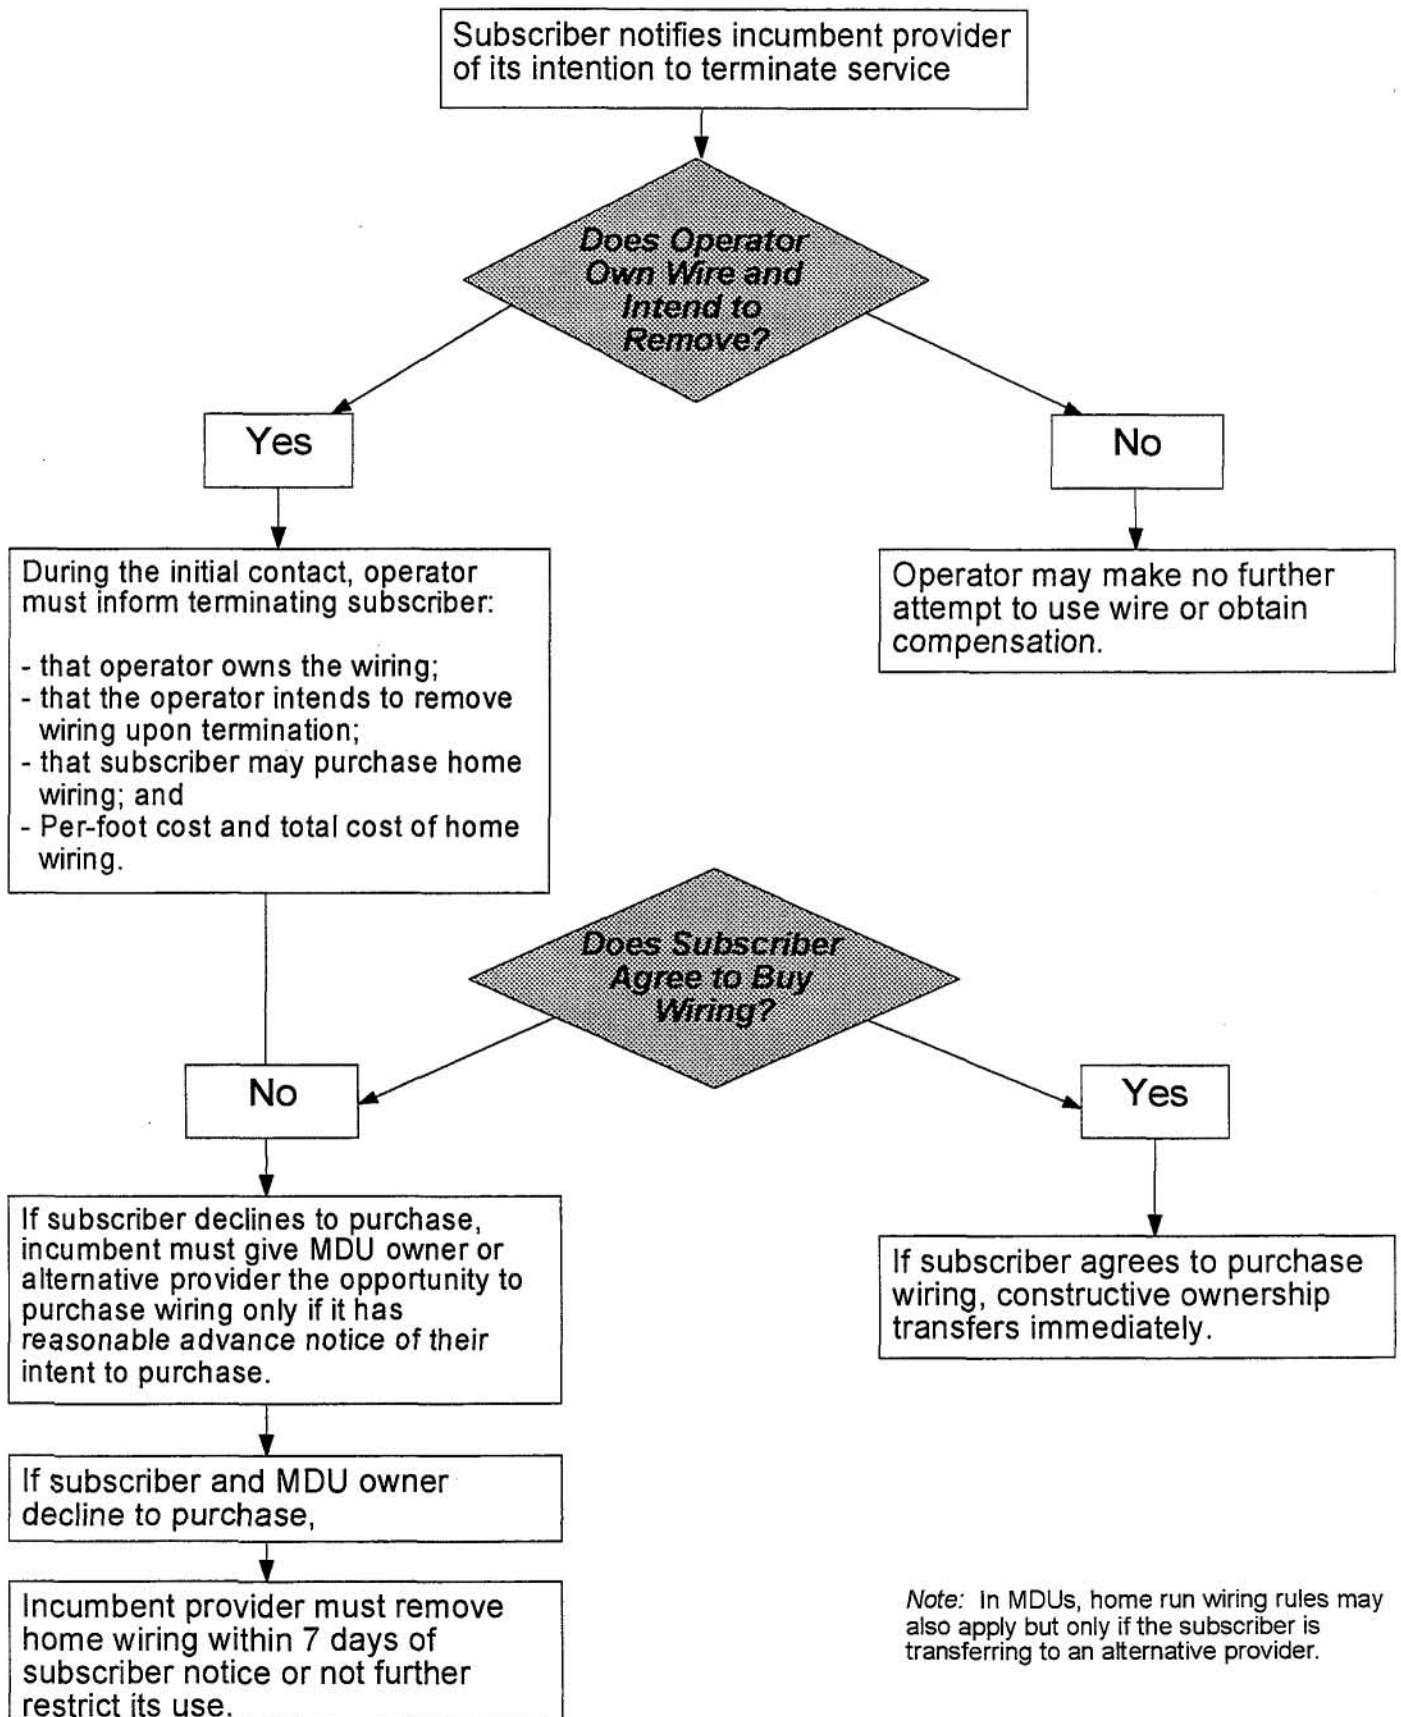 Subscriber notifies incumbent provider
of its intention to terminate service
Does Operator
Own Wire and
Intend to
Remove?
Yes
No
During the initial contact, operator
must inform terminating subscriber:
- that operator owns the wiring;
- that the operator intends to remove
wiring upon termination;
- that subscriber may purchase home
wiring; and
- Per-foot cost and total cost of home
wiring.
Operator may make no further
attempt to use wire or obtain
compensation.
Does Subscriber
Agree to Buy
Wiring?
No
Yes
If subscriber declines to purchase,
incumbent must give MDU owner or
alternative provider the opportunity to
purchase wiring only if it has
reasonable advance notice of their
intent to purchase.
If subscriber agrees to purchase
wiring, constructive ownership
transfers immediately.
If subscriber and MDU owner
decline to purchase,
Incumbent provider must remove
home wiring within 7 days of
subscriber notice or not further
restrict its use.
Note: In MDUs, home run wiring rules may
also apply but only if the subscriber is
transferring to an alternative provider.